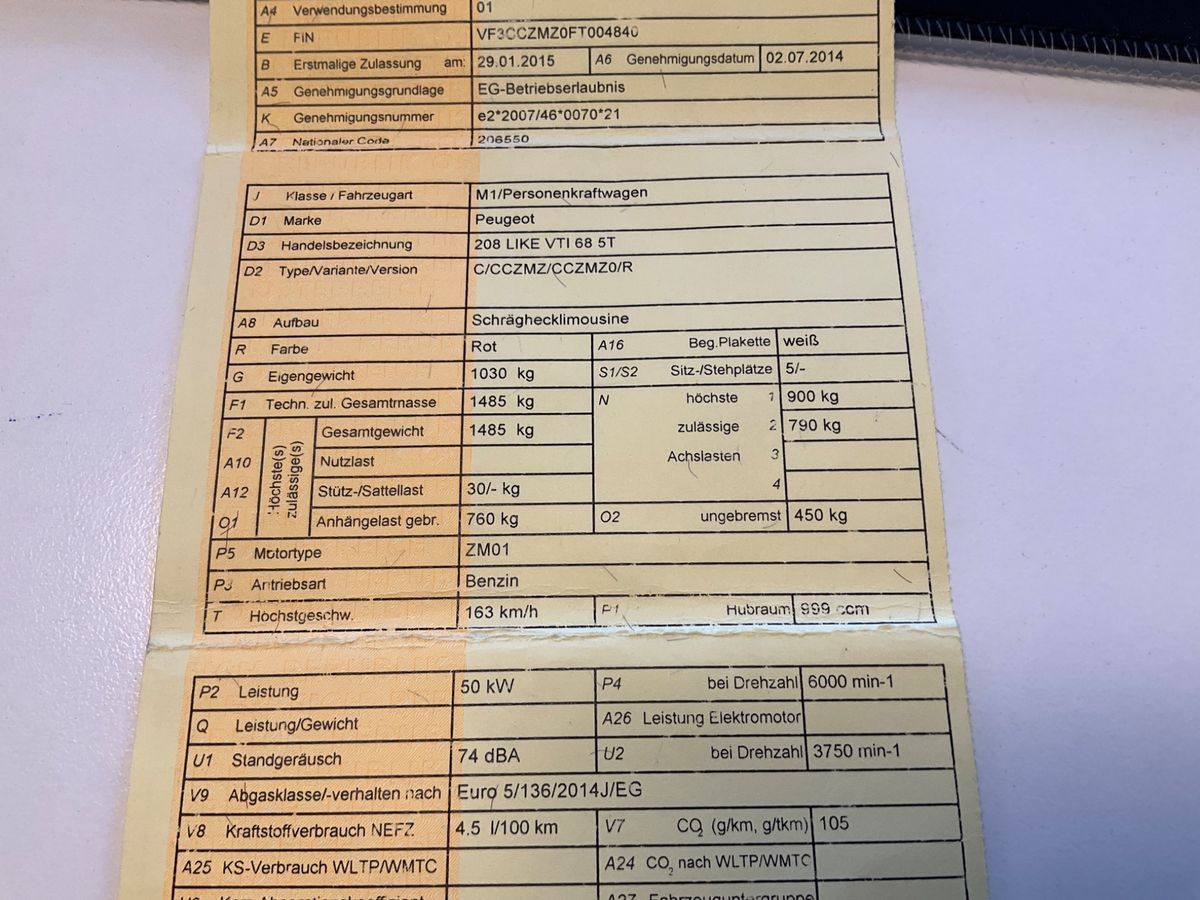 A4 Verwendungsbestimmung 01
E FIN VF3CCZMZ0FT004840
B Erstmalige Zulassung am: 29.01.2015 A6 Genehmigungsdatum 02.07.2014
A5 Genehmigungsgrundlage EG-Betriebserlaubnis
K Genehmigungsnummer e2*2007/46*0070*21
A7 Nationaler Code 206550
J Klasse / Fahrzeugart M1/Personenkraftwagen
D1 Marke Peugeot
D3 Handelsbezeichnung 208 LIKE VTI 68 5T
D2 Type/Variante/Version C/CCZMZ/CCZMZ0/R
A8 Aufbau Schräghecklimousine
R Farbe Rot A16 Beg.Plakette weiß
G Eigengewicht 1030 kg S1/S2 Sitz-/Stehplätze 5/-
F1 Techn. zul. Gesamtmasse 1485 kg N höchste 1 900 kg
Höchste(s) zulässige(s)
F2 Gesamtgewicht 1485 kg zulässige 2 790 kg
A10 Nutzlast Achslasten 3
A12 Stütz-/Sattellast 30/- kg 4
O1 Anhängelast gebr. 760 kg O2 ungebremst 450 kg
P5 Motortype ZM01
P3 Antriebsart Benzin
T Höchstgeschw. 163 km/h P1 Hubraum 999 ccm
P2 Leistung 50 kW P4 bei Drehzahl 6000 min-1
Q Leistung/Gewicht A26 Leistung Elektromotor
U1 Standgeräusch 74 dBA U2 bei Drehzahl 3750 min-1
V9 Abgasklasse/-verhalten nach Euro 5/136/2014J/EG
V8 Kraftstoffverbrauch NEFZ 4.5 l/100 km V7 CO2 (g/km, g/tkm) 105
A25 KS-Verbrauch WLTP/WMTC A24 CO2 nach WLTP/WMTC
A27 Fahrzeuguntergruppe